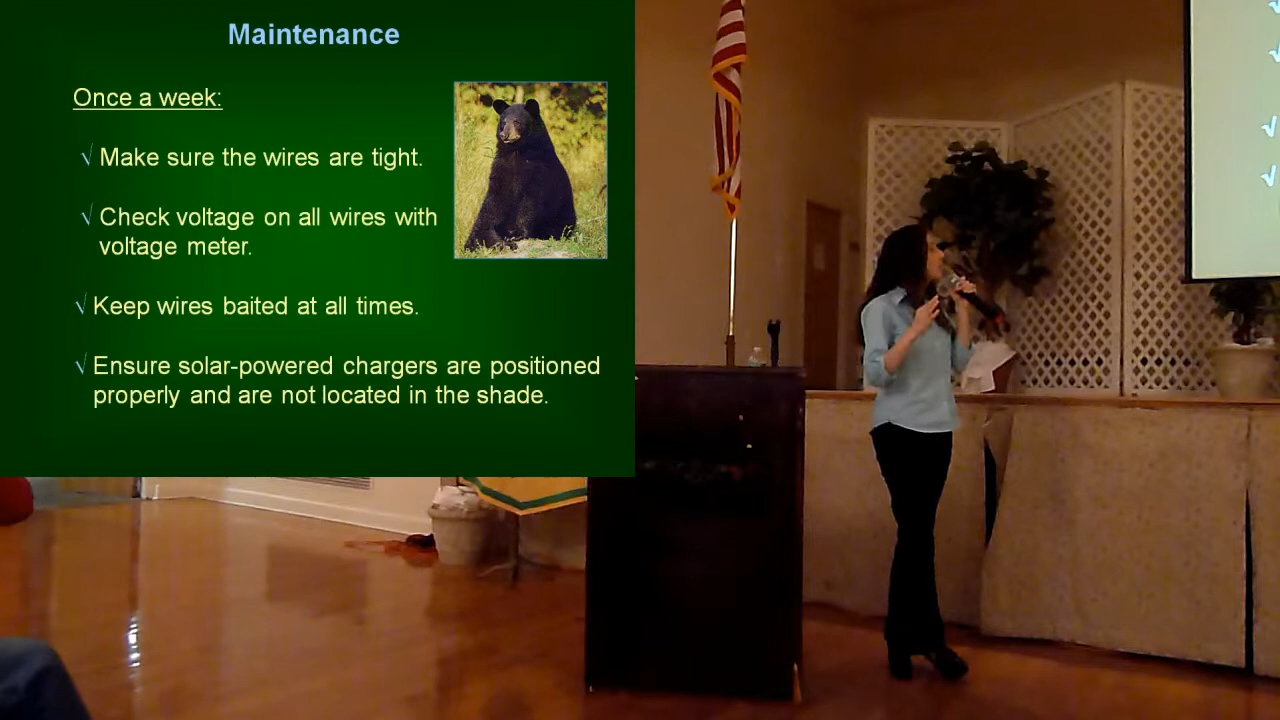 Maintenance
Once a week:
√ Make sure the wires are tight.
√ Check voltage on all wires with
voltage meter.
√ Keep wires baited at all times.
√ Ensure solar-powered chargers are positioned
properly and are not located in the shade.
√
√
√
√